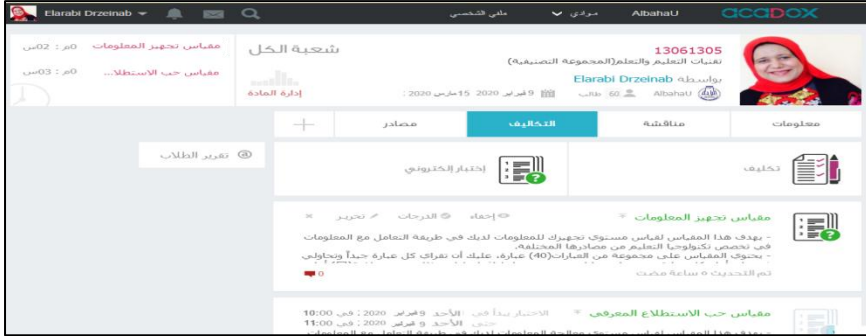 acadox
AlbahaU
مـوادي
ملفي الشخصي
Elarabi Drzeinab
13061305
تقنيات التعليم والتعلم(المجموعة التصنيفية)
بواسطة Elarabi Drzeinab
AlbahaU 60 طالب 9 فبراير 2020 15 مارس 2020 :
شعبة الكل
إدارة المادة
مقياس تجهيز المعلومات 0م : 02س
مقياس حب الاستطلا... 0م : 03س
معلومات
مناقشة
التكاليف
مصادر
تقرير الطلاب
تكليف
إختبار إلكتروني
مقياس تجهيز المعلومات
إخفاء
الدرجات
تحرير
- يهدف هذا المقياس لقياس مستوى تجهيزك للمعلومات لديك في طريقة التعامل مع المعلومات
في تخصص تكنولوجيا التعليم من مصادرها المختلفة.
- يحتوي المقياس على مجموعة من العبارات(40) عبارة، عليك أن تقرأي كل عبارة جيداً وتحاولي
تم التحديث ٥ ساعة مضت
0
مقياس حب الاستطلاع المعرفي
الاختبار يبدأ في : الأحد 9 فبراير 2020 : في 10:00
حتى : الأحد 9 فبراير 2020 : في 11:00